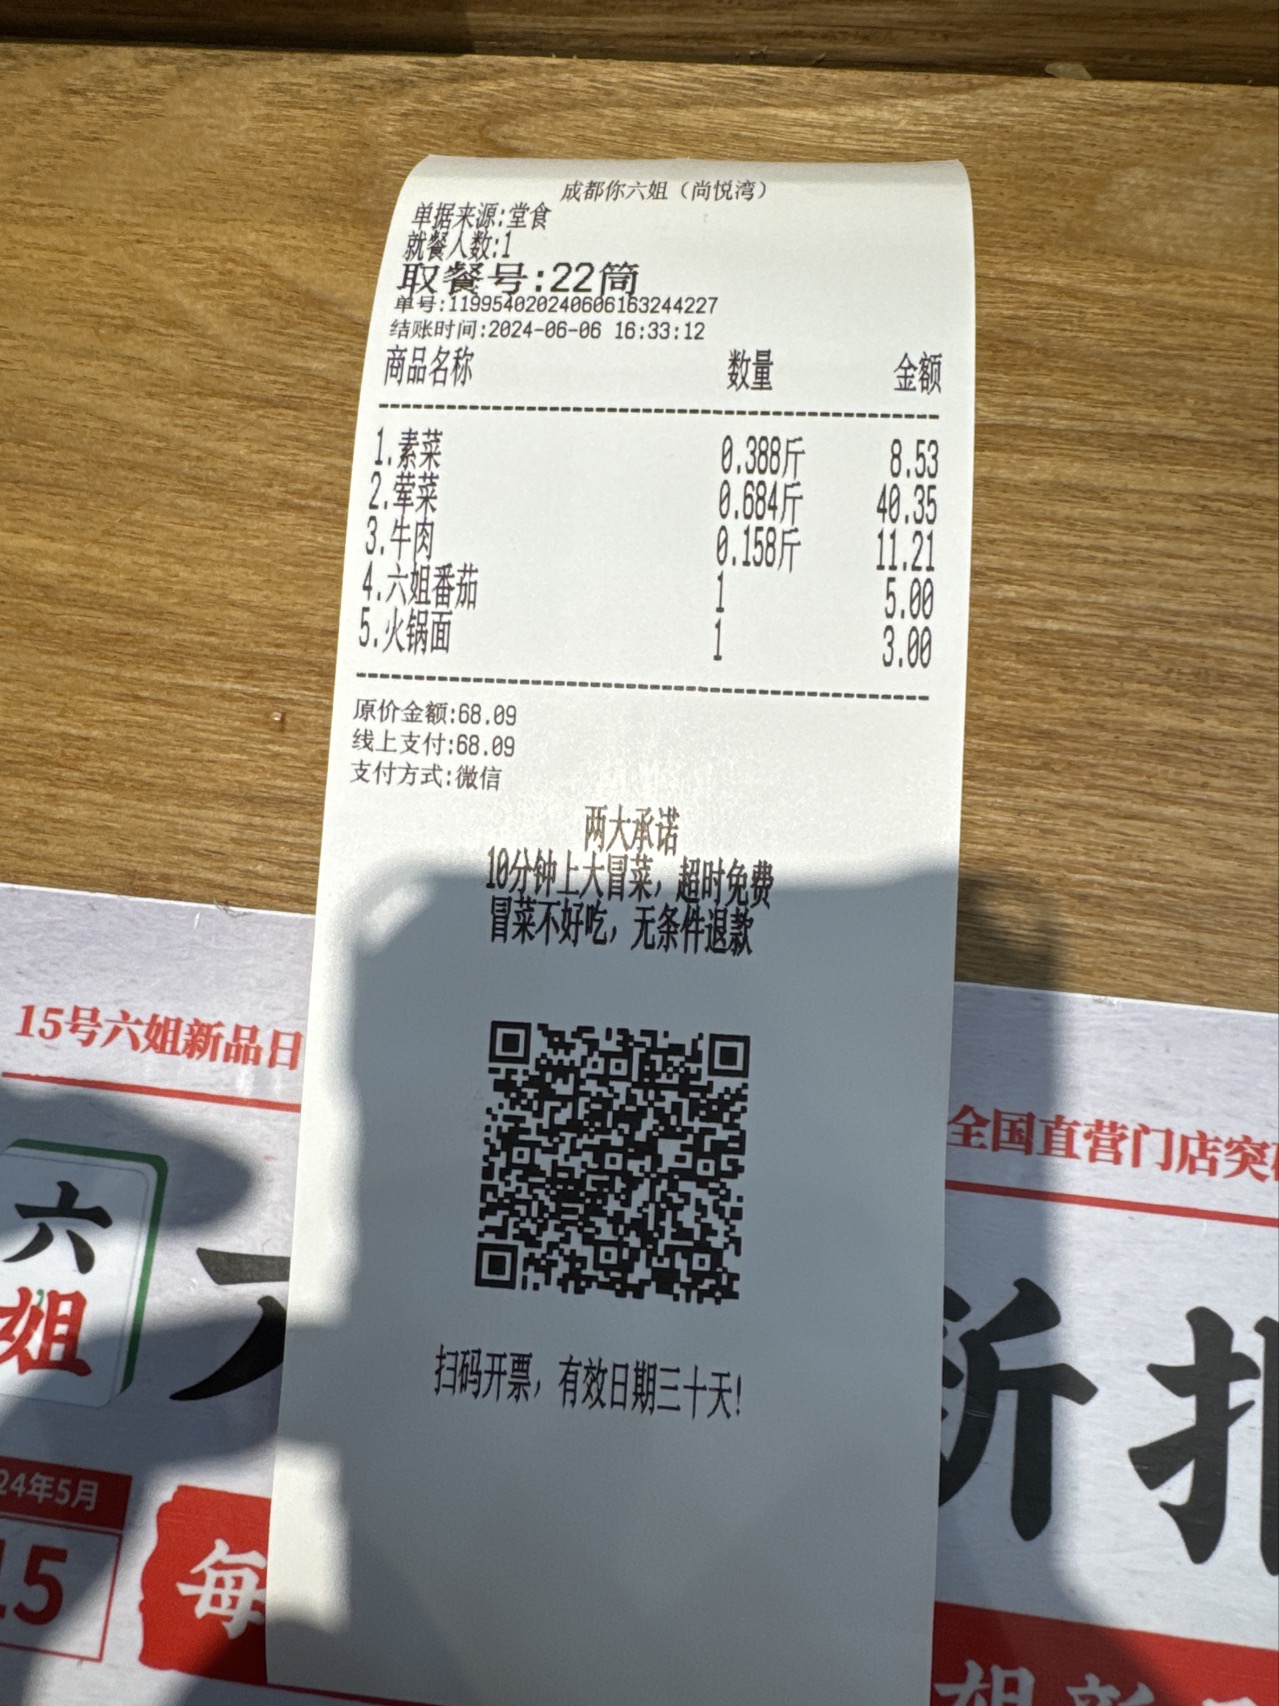 成都你六姐（尚悦湾）
单据来源:堂食
就餐人数:1
取餐号:22筒
单号:119954020240606163244227
结账时间:2024-06-06 16:33:12
商品名称 数量 金额
1.素菜 0.388斤 8.53
2.荤菜 0.684斤 40.35
3.牛肉 0.158斤 11.21
4.六姐番茄 1 5.00
5.火锅面 1 3.00
原价金额:68.09
线上支付:68.09
支付方式:微信
两大承诺
10分钟上大冒菜，超时免费
冒菜不好吃，无条件退款
扫码开票，有效日期三十天!
15号六姐新品日
全国直营门店突
六
姐
折扣
24年5月
15
每
姐新